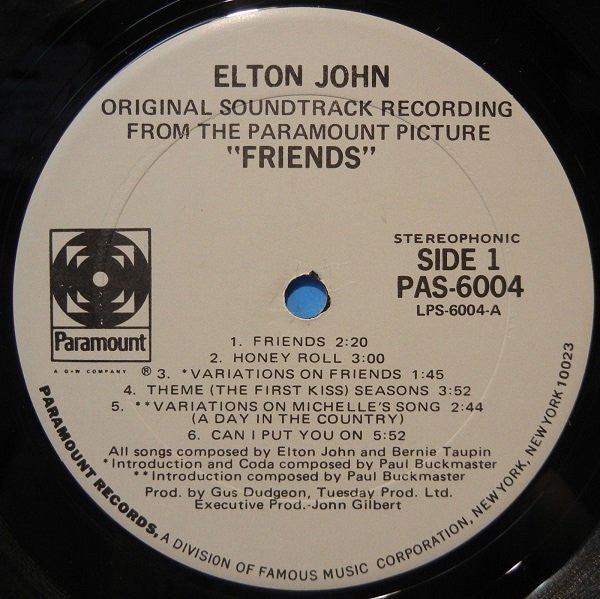 ELTON JOHN
ORIGINAL SOUNDTRACK RECORDING
FROM THE PARAMOUNT PICTURE
"FRIENDS"
Paramount
A G+W COMPANY ®
STEREOPHONIC
SIDE 1
PAS-6004
LPS-6004-A
1. FRIENDS 2:20
2. HONEY ROLL 3:00
3. *VARIATIONS ON FRIENDS 1:45
4. THEME (THE FIRST KISS) SEASONS 3:52
5. **VARIATIONS ON MICHELLE'S SONG 2:44
(A DAY IN THE COUNTRY)
6. CAN I PUT YOU ON 5:52
All songs composed by Elton John and Bernie Taupin
*Introduction and Coda composed by Paul Buckmaster
**Introduction composed by Paul Buckmaster
Prod. by Gus Dudgeon, Tuesday Prod. Ltd.
Executive Prod.-John Gilbert
PARAMOUNT RECORDS, A DIVISION OF FAMOUS MUSIC CORPORATION, NEW YORK, NEW YORK 10023